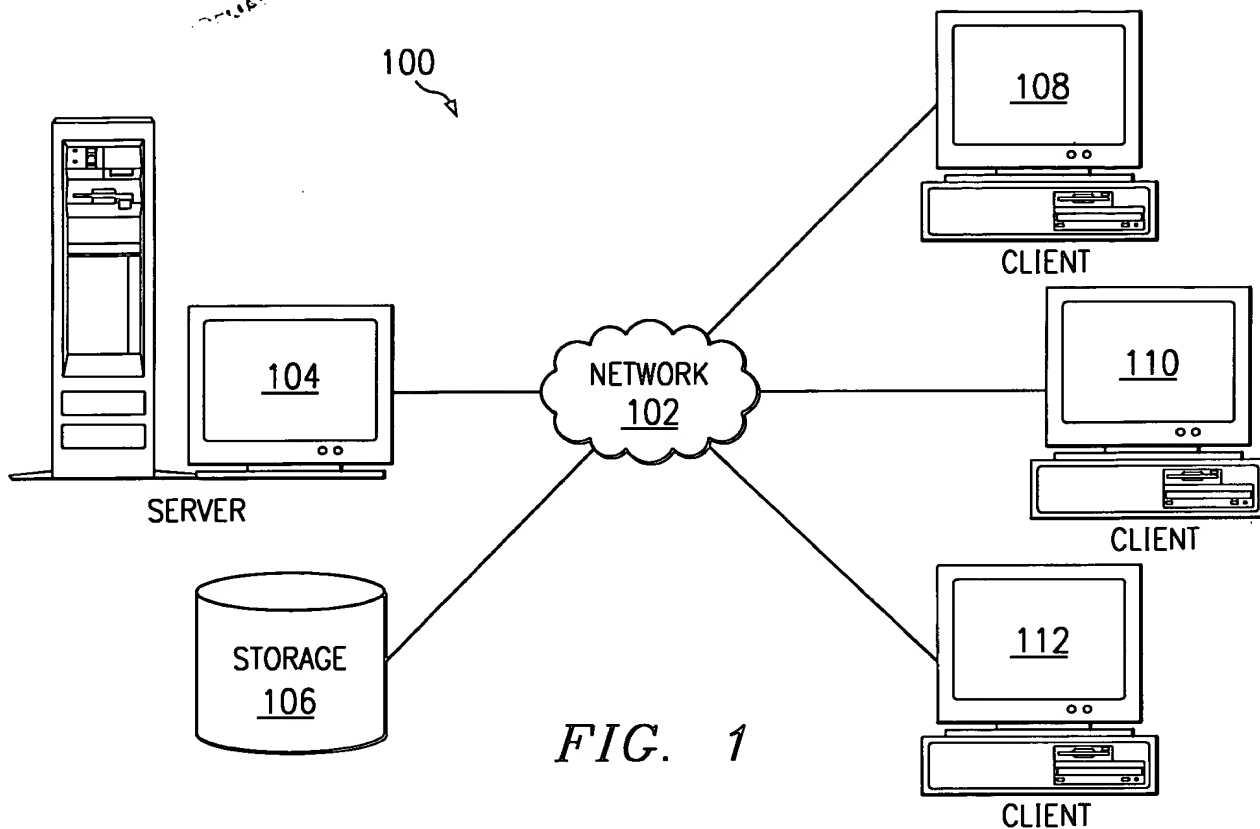 100
108
CLIENT
104
SERVER
NETWORK
102
110
CLIENT
STORAGE
106
112
CLIENT
FIG. 1